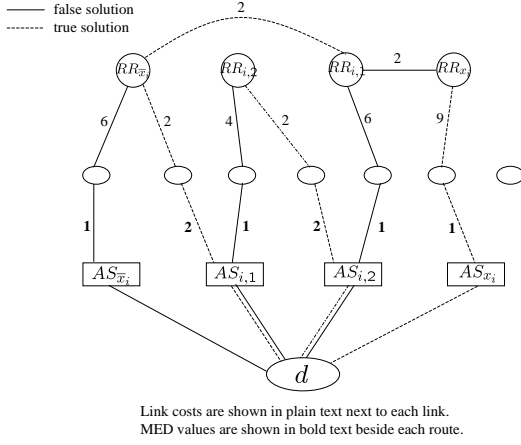 false solution
true solution
2
RR_{\overline{x}_i} RR_{i,2} RR_{i,1} 2 RR_{x_i}
6 2 4 2 6 9
1 2 1 2 1 1
AS_{\overline{x}_i} AS_{i,1} AS_{i,2} AS_{x_i}
d
Link costs are shown in plain text next to each link.
MED values are shown in bold text beside each route.